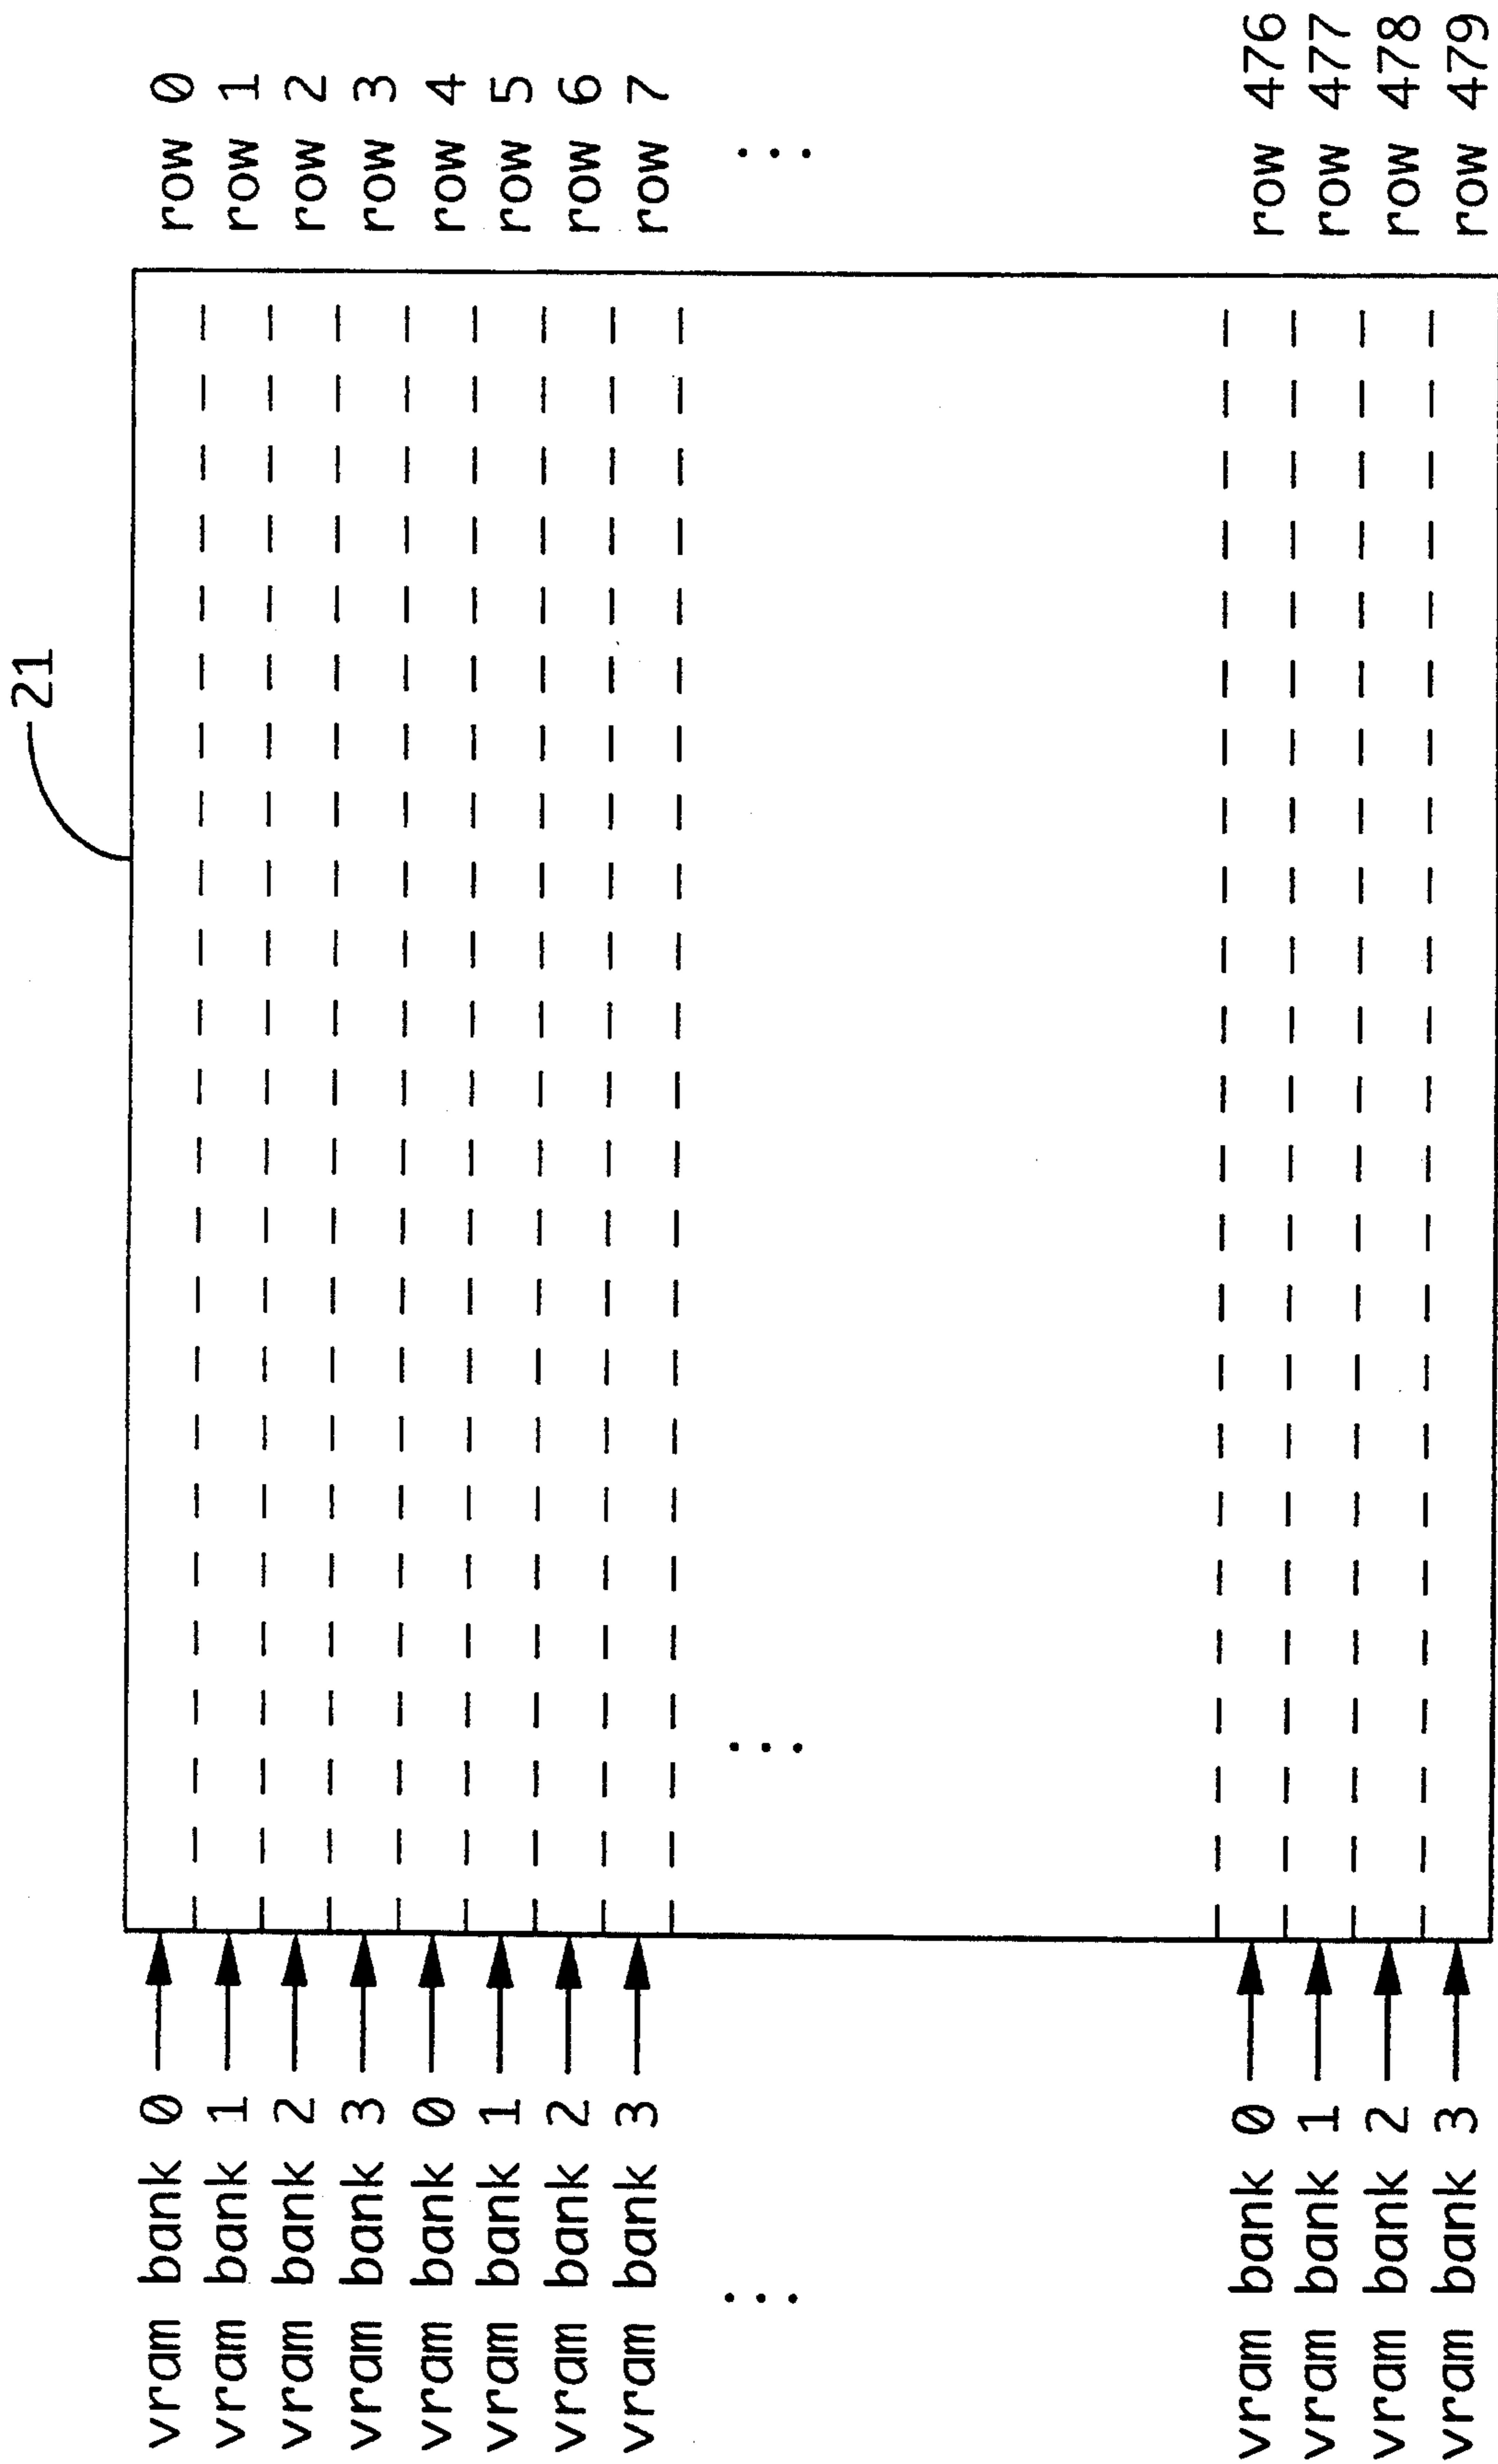 21
vram bank 0 row 0
vram bank 1 row 1
vram bank 2 row 2
vram bank 3 row 3
vram bank 0 row 4
vram bank 1 row 5
vram bank 2 row 6
vram bank 3 row 7
... ... ...
vram bank 0 row 476
vram bank 1 row 477
vram bank 2 row 478
vram bank 3 row 479